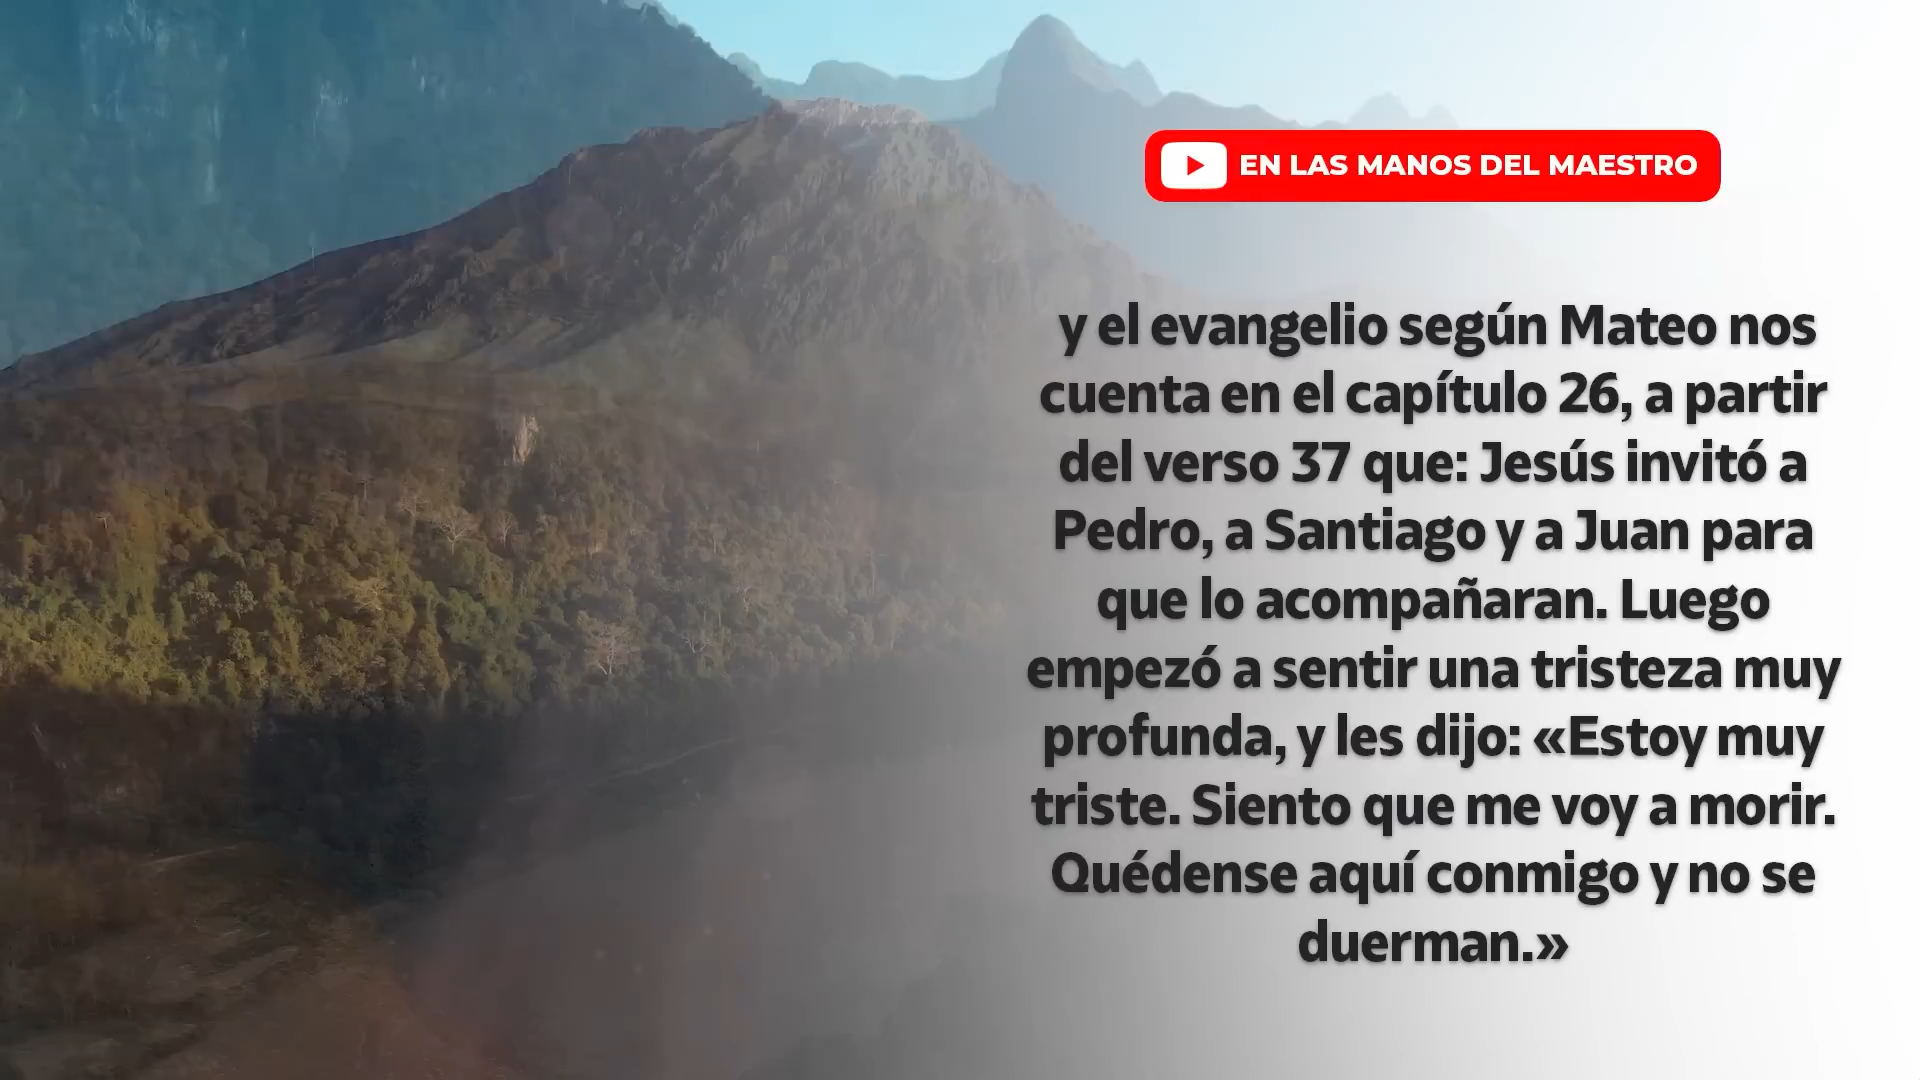 EN LAS MANOS DEL MAESTRO
y el evangelio según Mateo nos
cuenta en el capítulo 26, a partir
del verso 37 que: Jesús invitó a
Pedro, a Santiago y a Juan para
que lo acompañaran. Luego
empezó a sentir una tristeza muy
profunda, y les dijo: «Estoy muy
triste. Siento que me voy a morir.
Quédense aquí conmigo y no se
duerman.»